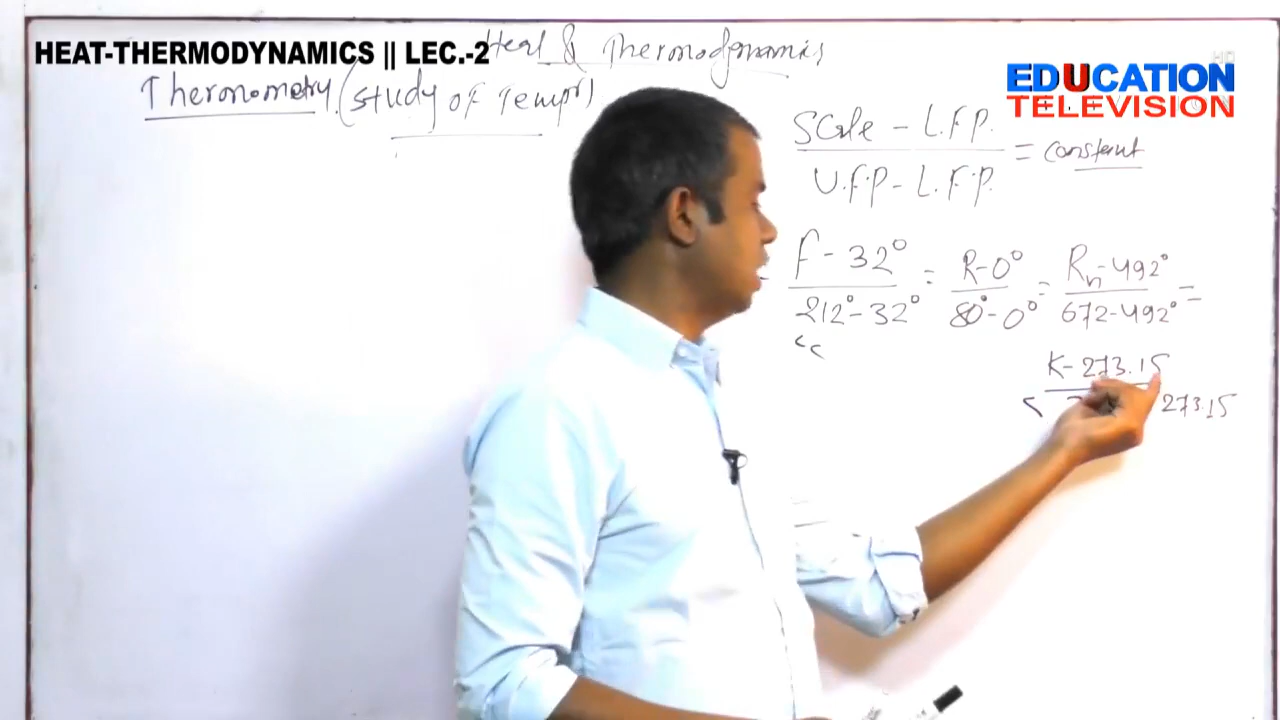 HEAT-THERMODYNAMICS || LEC.-2
Heat & Thermodynamics
Thermometry. (study of Tempr)
EDUCATION
TELEVISION
Scale - L.F.P. / U.F.P - L.F.P. = constant
F - 32° / 212° - 32° = R - 0° / 80° - 0° = Rn - 492° / 672 - 492° =
K - 273.15
273.15